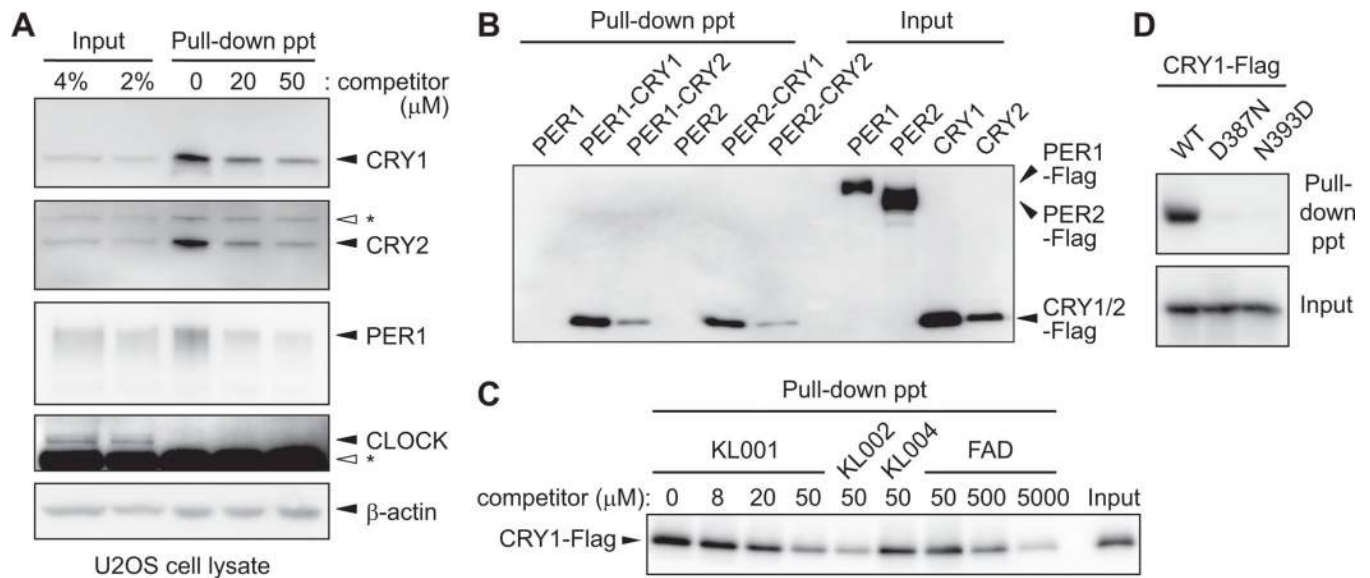 A
Input
Pull-down ppt
4% 2% 0 20 50 : competitor
(μM)
CRY1
*
CRY2
PER1
CLOCK
*
β-actin
U2OS cell lysate
B
Pull-down ppt
Input
PER1
PER1-CRY1
PER1-CRY2
PER2
PER2-CRY1
PER2-CRY2
PER1
PER2
CRY1
CRY2
PER1
-Flag
PER2
-Flag
CRY1/2
-Flag
C
Pull-down ppt
KL001
KL002
KL004
FAD
competitor (μM): 0 8 20 50 50 50 50 500 5000 Input
CRY1-Flag
D
CRY1-Flag
WT
D387N
N393D
Pull-
down
ppt
Input